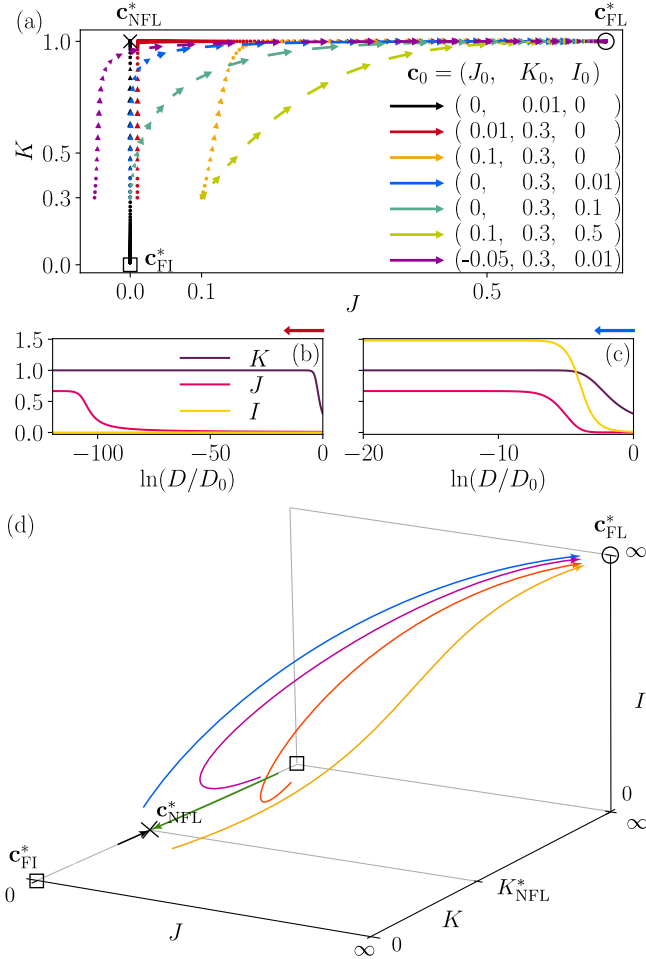 (a)
c*NFL
c*FL
1.0
0.5
0.3
0.0
K
c*FI
c₀ = (J₀, K₀, I₀)
( 0, 0.01, 0 )
( 0.01, 0.3, 0 )
( 0.1, 0.3, 0 )
( 0, 0.3, 0.01)
( 0, 0.3, 0.1 )
( 0.1, 0.3, 0.5 )
(-0.05, 0.3, 0.01)
0.0 0.1 0.5
J
1.5
1.0
0.5
0.0
K
J
I
(b)
−100 −50 0
ln(D/D₀)
(c)
−20 −10 0
ln(D/D₀)
(d)
c*FL
∞
I
c*NFL
0
∞
c*FI
K*NFL
0
J
K
∞ 0